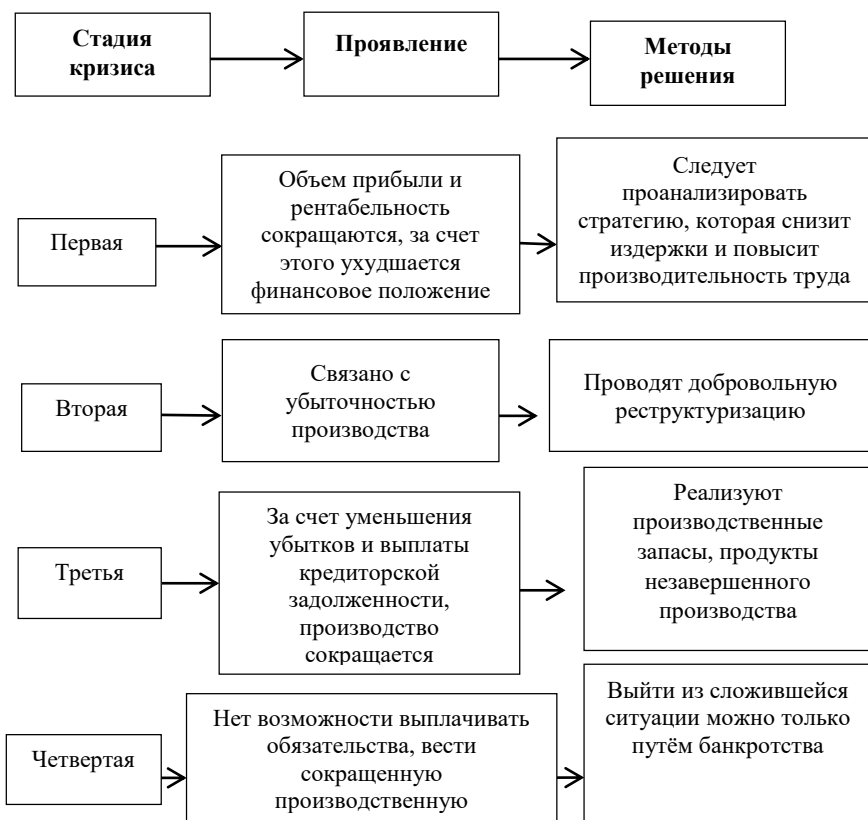 Стадия
кризиса
Проявление
Методы
решения
Первая
Объем прибыли и
рентабельность
сокращаются, за счет
этого ухудшается
финансовое положение
Следует
проанализировать
стратегию, которая снизит
издержки и повысит
производительность труда
Вторая
Связано с
убыточностью
производства
Проводят добровольную
реструктуризацию
Третья
За счет уменьшения
убытков и выплаты
кредиторской
задолженности,
производство
сокращается
Реализуют
производственные
запасы, продукты
незавершенного
производства
Четвертая
Нет возможности выплачивать
обязательства, вести
сокращенную
производственную
Выйти из сложившейся
ситуации можно только
путём банкротства